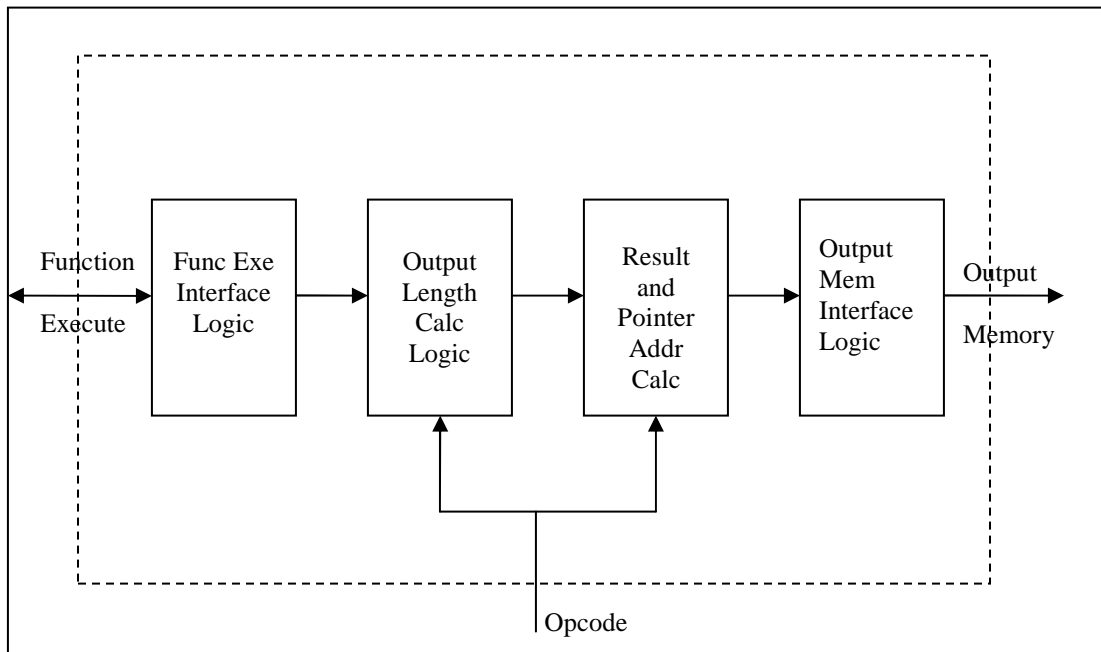 Function
Execute
Func Exe
Interface
Logic
Output
Length
Calc
Logic
Result
and
Pointer
Addr
Calc
Output
Mem
Interface
Logic
Output
Memory
Opcode